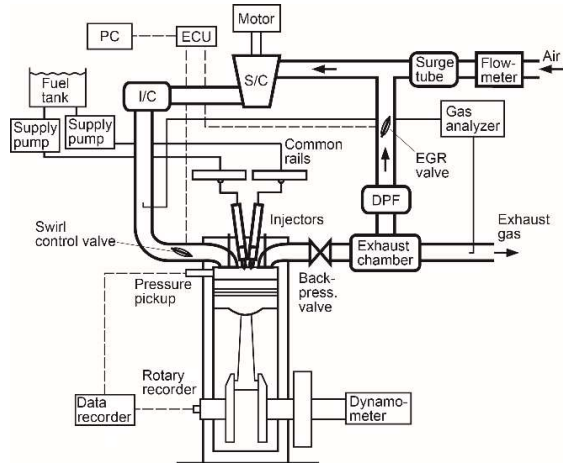 Motor
PC
ECU
S/C
Surge
tube
Flow-
meter
Air
Fuel
tank
I/C
Supply
pump
Supply
pump
Common
rails
Gas
analyzer
EGR
valve
DPF
Injectors
Swirl
control valve
Exhaust
gas
Exhaust
chamber
Pressure
pickup
Back-
press.
valve
Rotary
recorder
Data
recorder
Dynamo-
meter